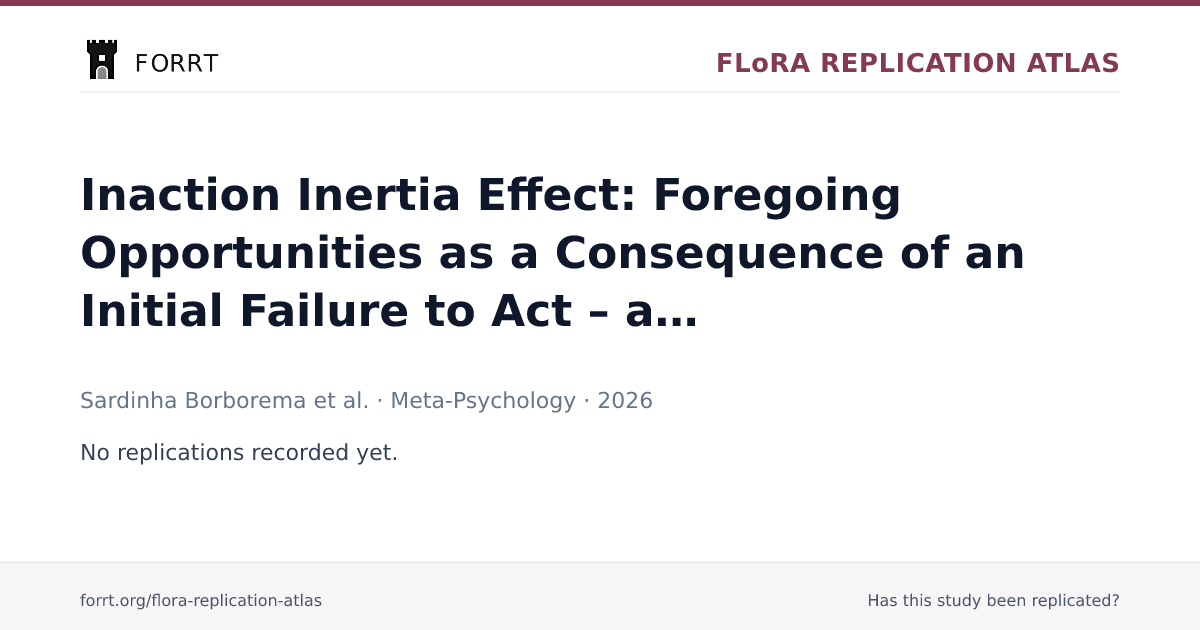 FORRT
FLoRA REPLICATION ATLAS
Inaction Inertia Effect: Foregoing
Opportunities as a Consequence of an
Initial Failure to Act – a…
Sardinha Borborema et al. · Meta-Psychology · 2026
No replications recorded yet.
forrt.org/flora-replication-atlas
Has this study been replicated?